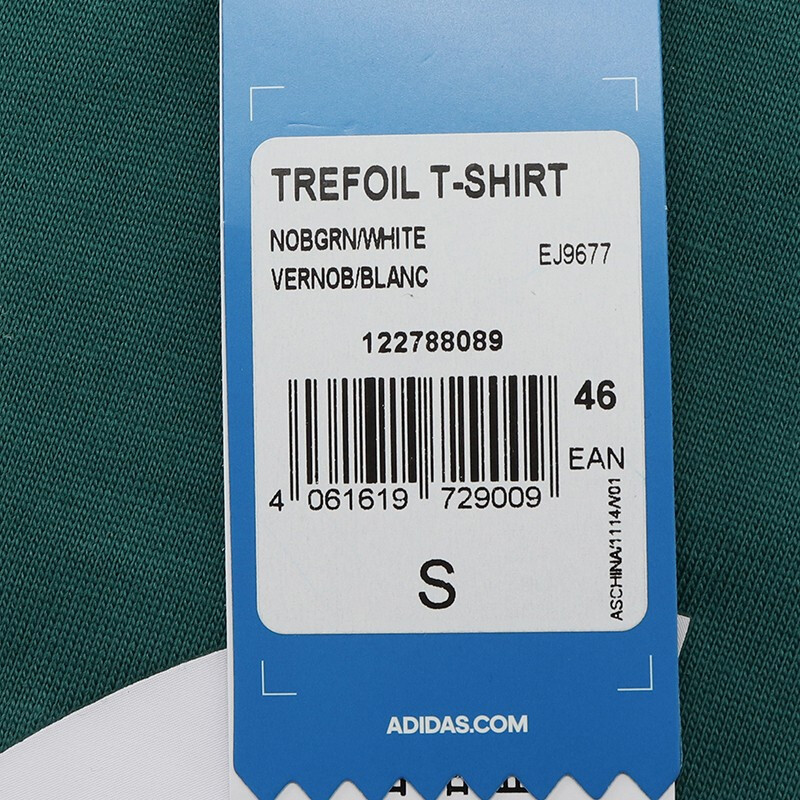 TREFOIL T-SHIRT
NOBGRN/WHITE
VERNOB/BLANC
EJ9677
122788089
46
EAN
4 061619 729009
S
ASCHINA/1114/V01
ADIDAS.COM